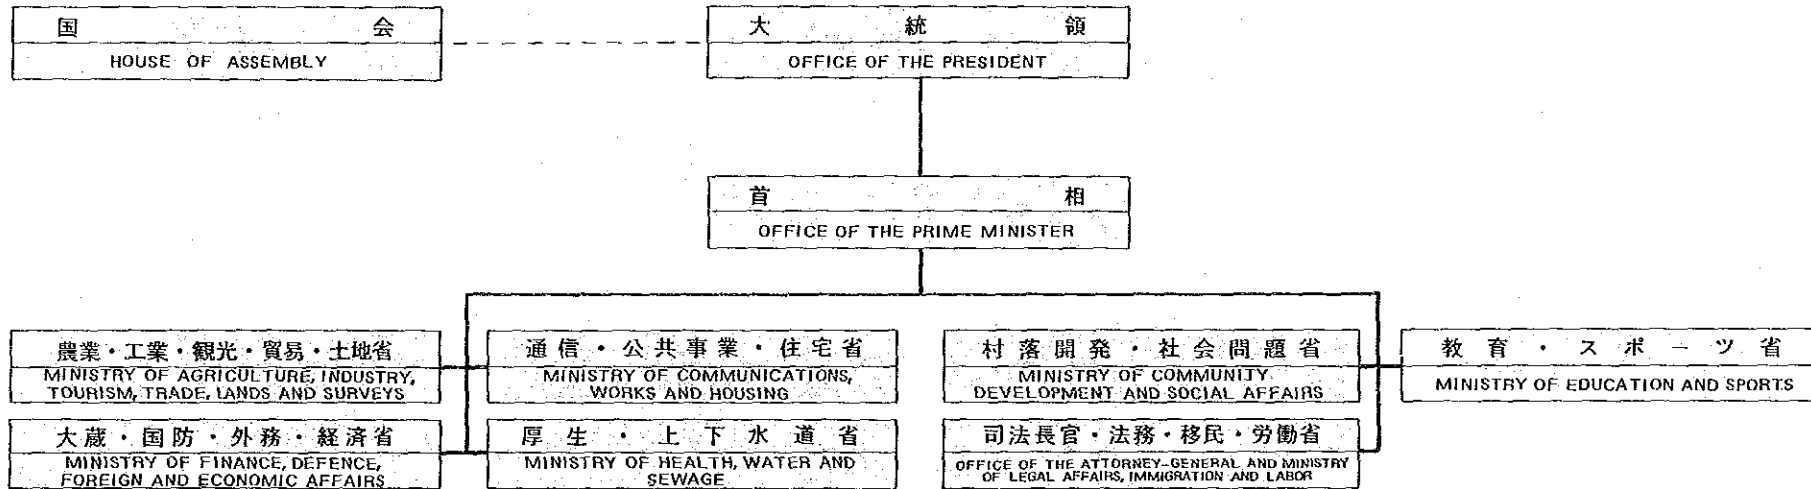 国会
HOUSE OF ASSEMBLY
大統領
OFFICE OF THE PRESIDENT
首相
OFFICE OF THE PRIME MINISTER
農業・工業・観光・貿易・土地省
MINISTRY OF AGRICULTURE, INDUSTRY,
TOURISM, TRADE, LANDS AND SURVEYS
通信・公共事業・住宅省
MINISTRY OF COMMUNICATIONS,
WORKS AND HOUSING
村落開発・社会問題省
MINISTRY OF COMMUNITY
DEVELOPMENT AND SOCIAL AFFAIRS
教育・スポーツ省
MINISTRY OF EDUCATION AND SPORTS
大蔵・国防・外務・経済省
MINISTRY OF FINANCE, DEFENCE,
FOREIGN AND ECONOMIC AFFAIRS
厚生・上下水道省
MINISTRY OF HEALTH, WATER AND
SEWAGE
司法長官・法務・移民・労働省
OFFICE OF THE ATTORNEY-GENERAL AND MINISTRY
OF LEGAL AFFAIRS, IMMIGRATION AND LABOR